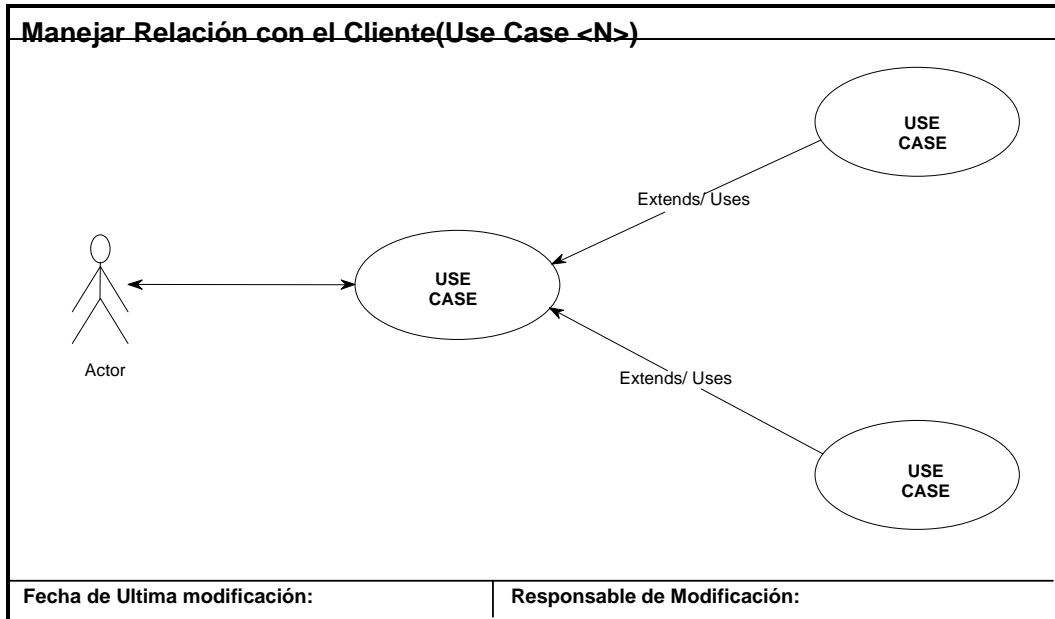 Manejar Relación con el Cliente(Use Case <N>)
USE
CASE
Extends/ Uses
USE
CASE
Actor
Extends/ Uses
USE
CASE
Fecha de Ultima modificación:
Responsable de Modificación: